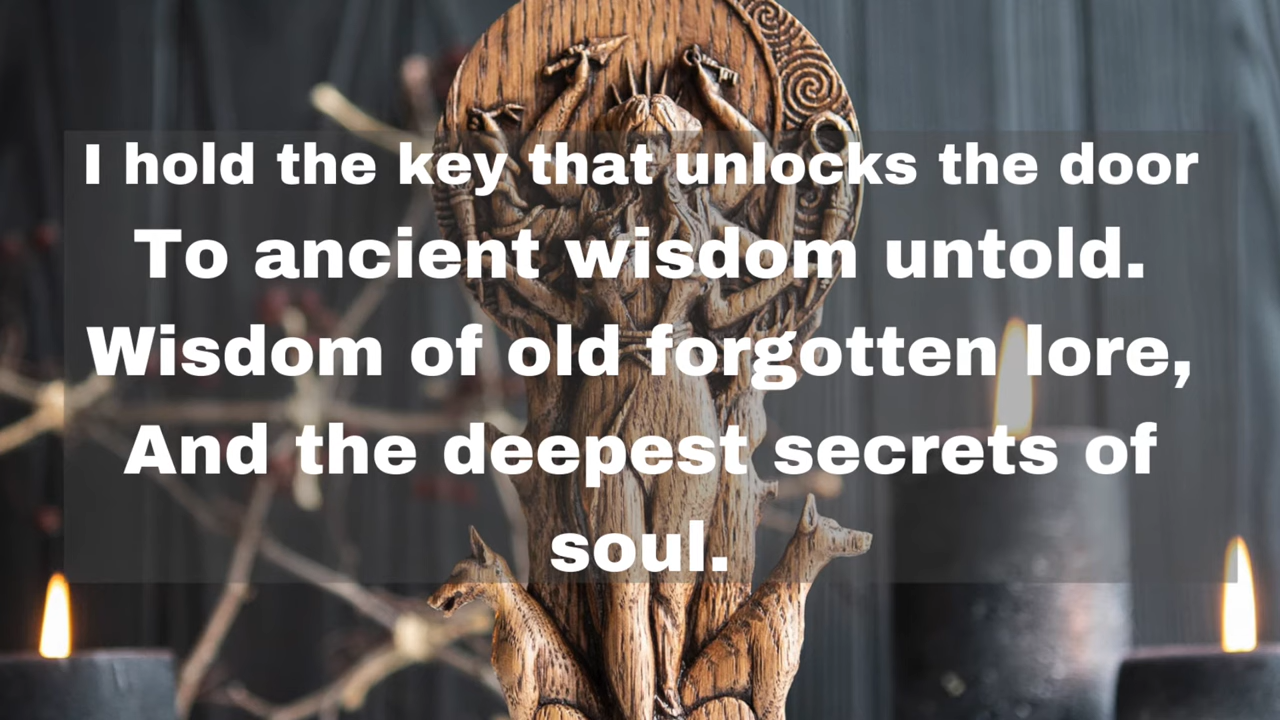 I hold the key that unlocks the door
To ancient wisdom untold.
Wisdom of old forgotten lore,
And the deepest secrets of
soul.